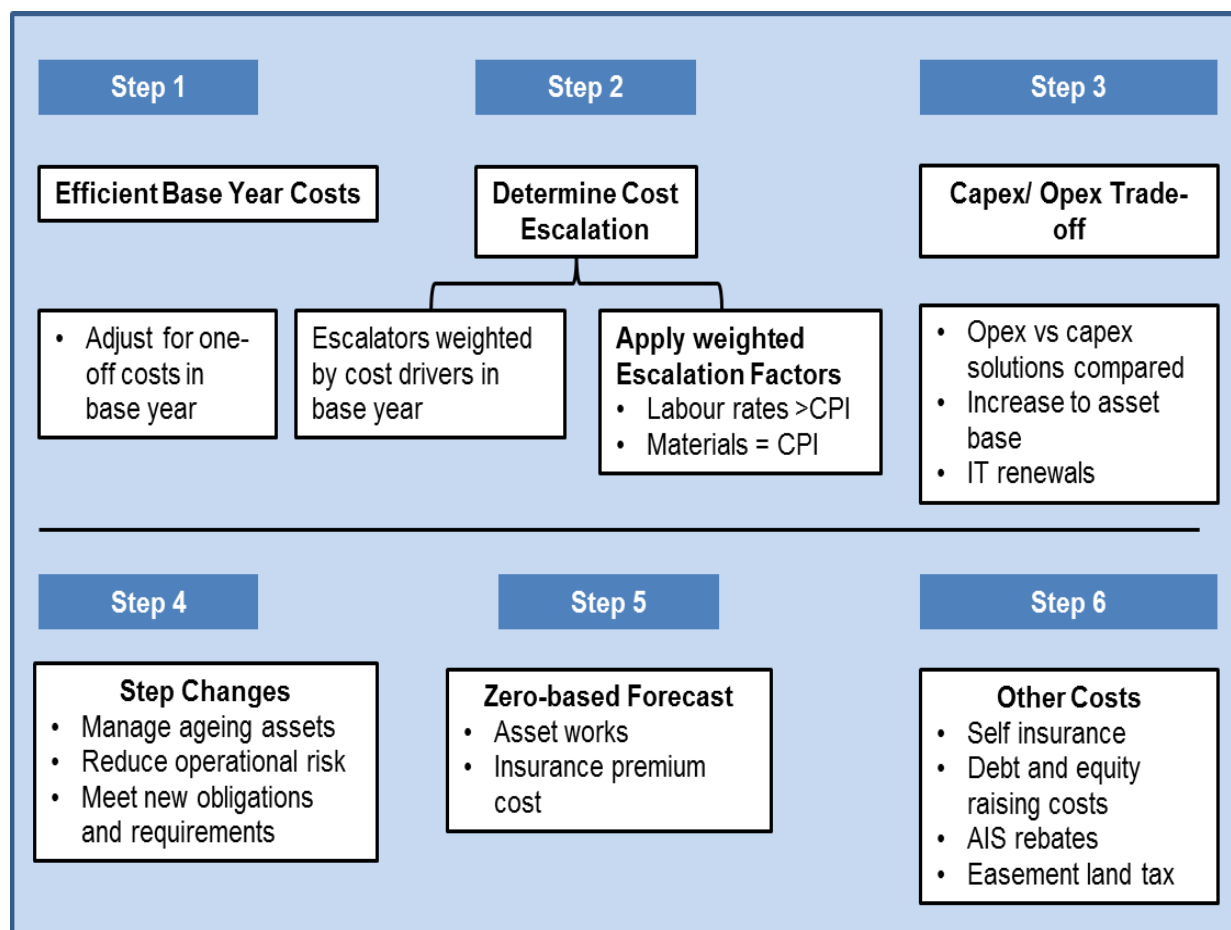 Step 1
Step 2
Step 3
Efficient Base Year Costs
Determine Cost
Escalation
Capex/ Opex Trade-
off
• Adjust for one-
off costs in
base year
Escalators weighted
by cost drivers in
base year
Apply weighted
Escalation Factors
• Labour rates >CPI
• Materials = CPI
• Opex vs capex
solutions compared
• Increase to asset
base
• IT renewals
Step 4
Step 5
Step 6
Step Changes
• Manage ageing assets
• Reduce operational risk
• Meet new obligations
and requirements
Zero-based Forecast
• Asset works
• Insurance premium
cost
Other Costs
• Self insurance
• Debt and equity
raising costs
• AIS rebates
• Easement land tax